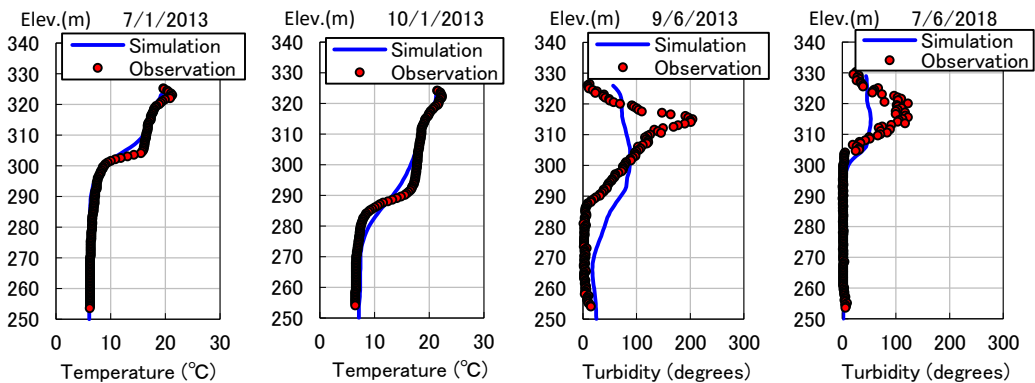 Elev.(m) 7/1/2013
340
330
320
310
300
290
280
270
260
250
Simulation
Observation
0 10 20 30
Temperature (℃)
Elev.(m) 10/1/2013
340
330
320
310
300
290
280
270
260
250
Simulation
Observation
0 10 20 30
Temperature (℃)
Elev.(m) 9/6/2013
340
330
320
310
300
290
280
270
260
250
Simulation
Observation
0 100 200 300
Turbidity (degrees)
Elev.(m) 7/6/2018
340
330
320
310
300
290
280
270
260
250
Simulation
Observation
0 100 200 300
Turbidity (degrees)